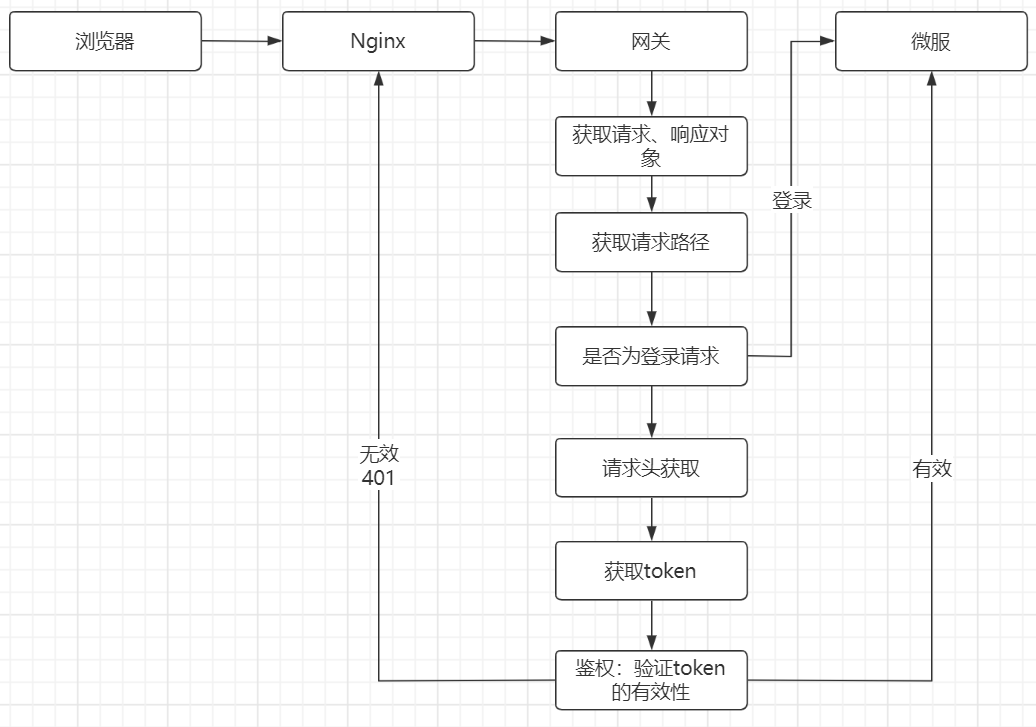 浏览器
Nginx
网关
微服
获取请求、响应对
象
获取请求路径
登录
是否为登录请求
无效
401
请求头获取
有效
获取token
鉴权：验证token
的有效性